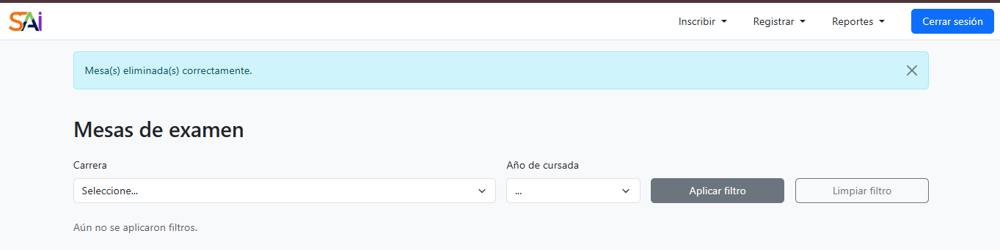 SAi Inscribir Registrar Reportes Cerrar sesión
Mesa(s) eliminada(s) correctamente.
Mesas de examen
Carrera Año de cursada
Seleccione... ... Aplicar filtro Limpiar filtro
Aún no se aplicaron filtros.